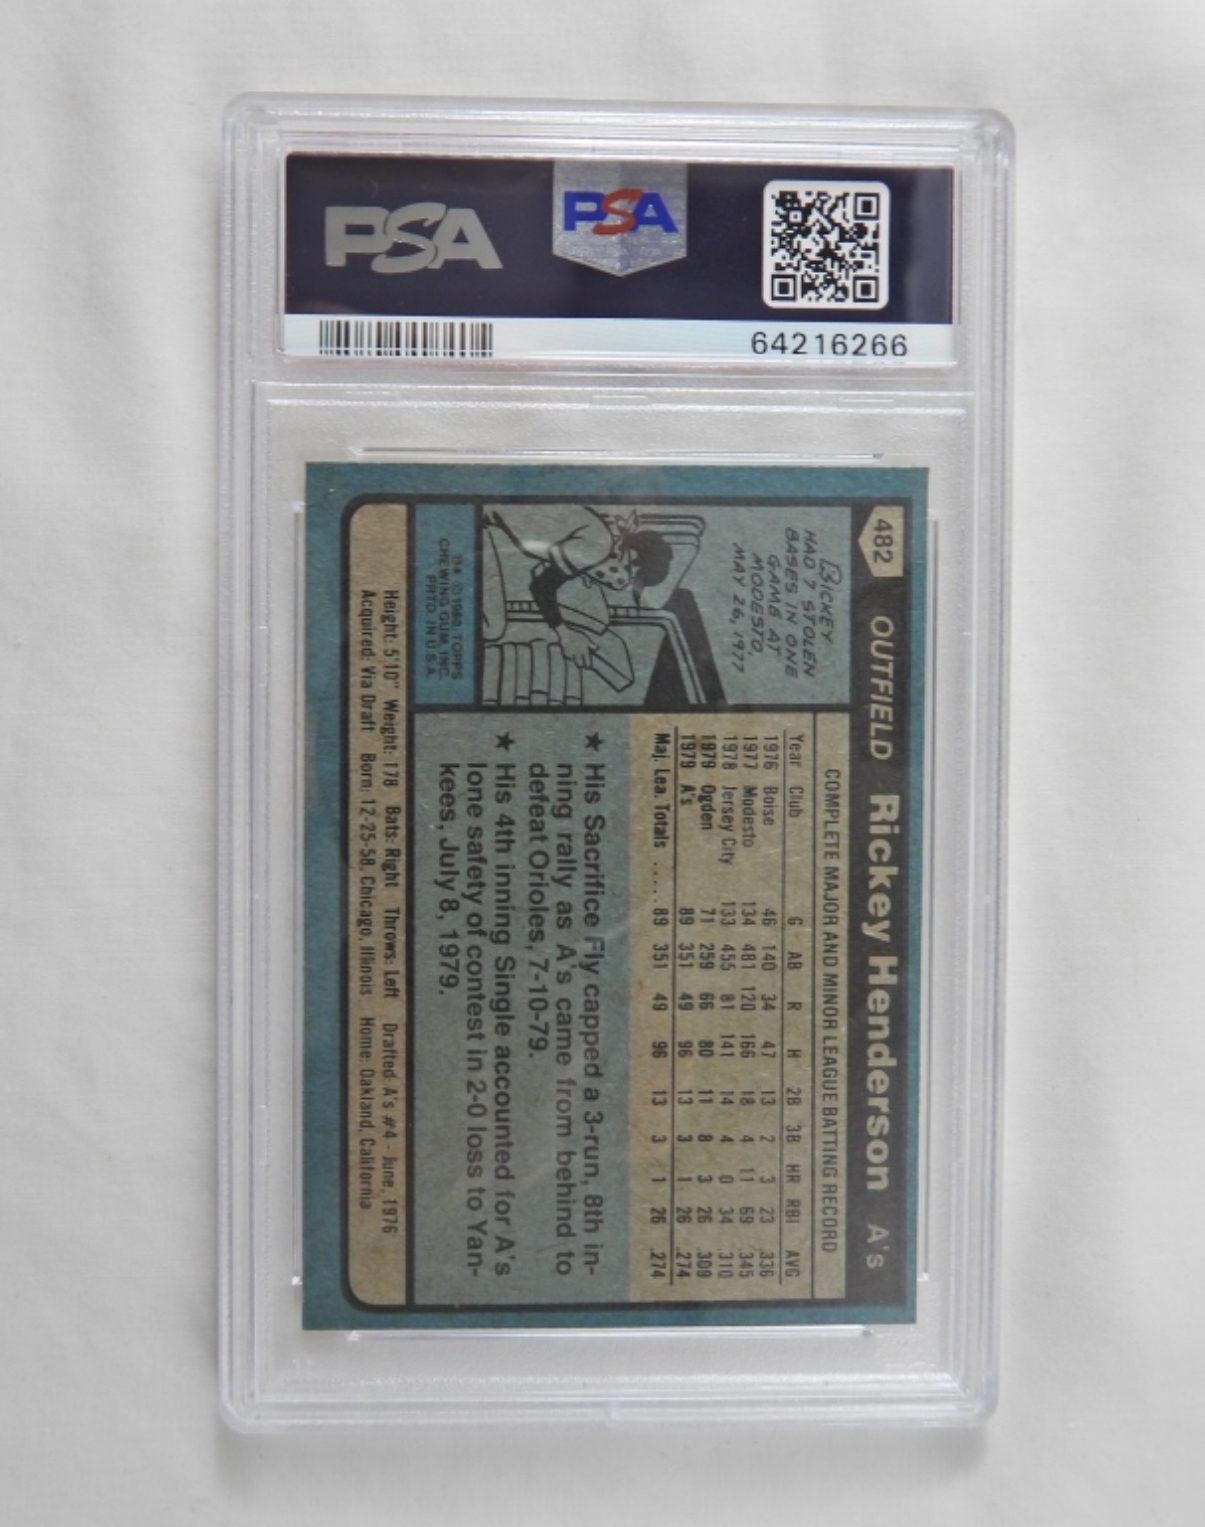 PSA
PSA
64216266
482 OUTFIELD Rickey Henderson A's
RICKEY
HAD 7 STOLEN
BASES IN ONE
GAME AT
MODESTO,
MAY 26, 1977
COMPLETE MAJOR AND MINOR LEAGUE BATTING RECORD
Year Club G AB R H 2B 3B HR RBI AVG
1976 Boise 46 140 34 47 13 2 3 23 .336
1977 Modesto 134 481 120 166 18 4 11 69 .345
1978 Jersey City 133 455 81 141 14 4 0 34 .310
1979 Ogden 71 259 66 80 11 8 3 26 .309
1979 A's 89 351 49 96 13 3 1 26 .274
Maj. Lea. Totals ..... 89 351 49 96 13 3 1 26 .274
★ His Sacrifice Fly capped a 3-run, 8th in-
ning rally as A's came from behind to
defeat Orioles, 7-10-79.
★ His 4th inning Single accounted for A's
lone safety of contest in 2-0 loss to Yan-
kees, July 8, 1979.
© 1980 TOPPS
CHEWING GUM, INC.
PRTD. IN U.S.A.
Height: 5'10" Weight: 178 Bats: Right Throws: Left Drafted: A's #4 - June, 1976
Acquired: Via Draft Born: 12-25-58, Chicago, Illinois Home: Oakland, California